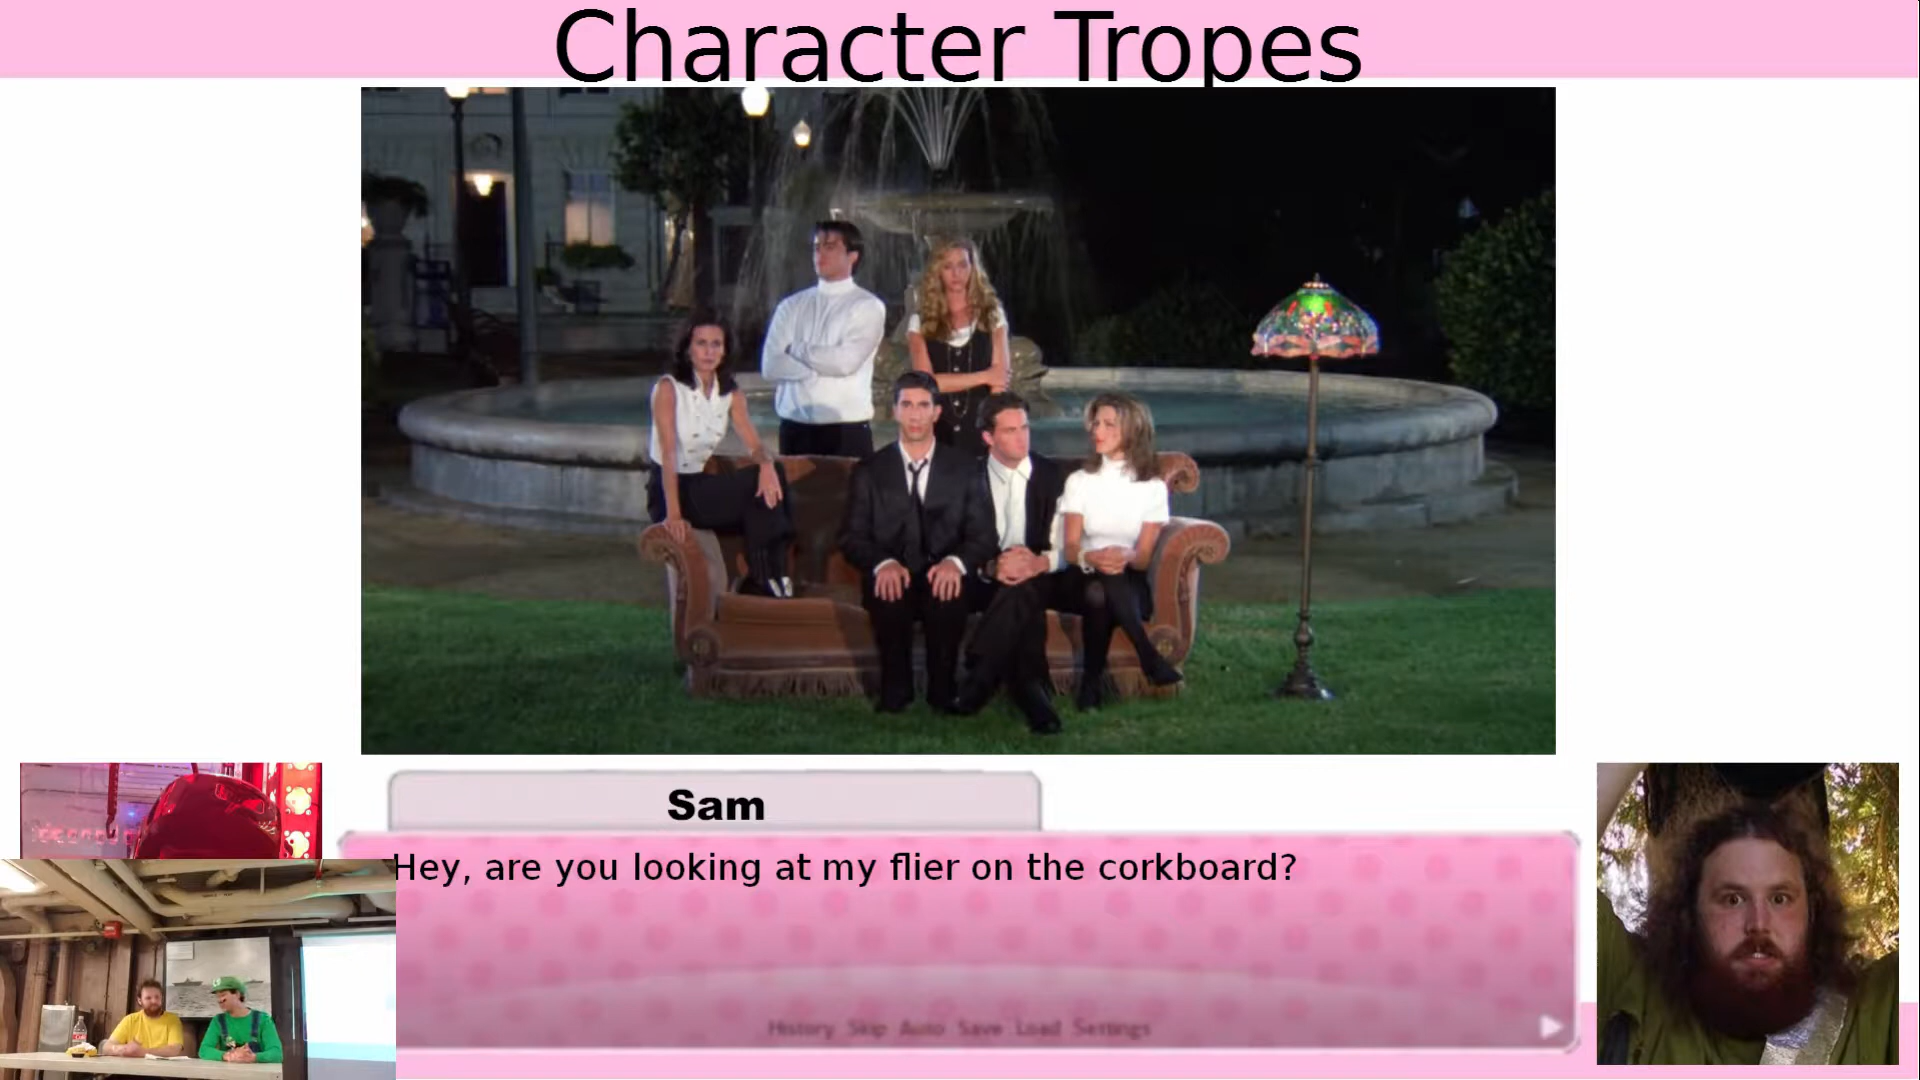 Character Tropes
Sam
Hey, are you looking at my flier on the corkboard?
History Skip Auto Save Load Settings